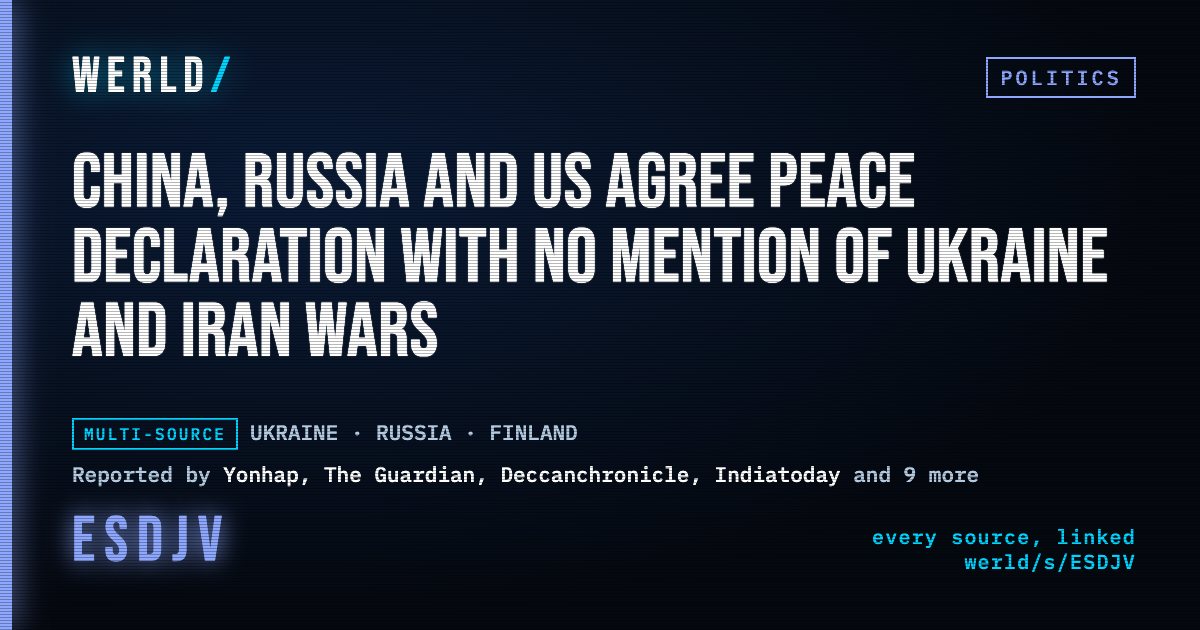 WERLD/
POLITICS
CHINA, RUSSIA AND US AGREE PEACE
DECLARATION WITH NO MENTION OF UKRAINE
AND IRAN WARS
MULTI-SOURCE UKRAINE · RUSSIA · FINLAND
Reported by Yonhap, The Guardian, Deccanchronicle, Indiatoday and 9 more
ESDJV
every source, linked
werld/s/ESDJV